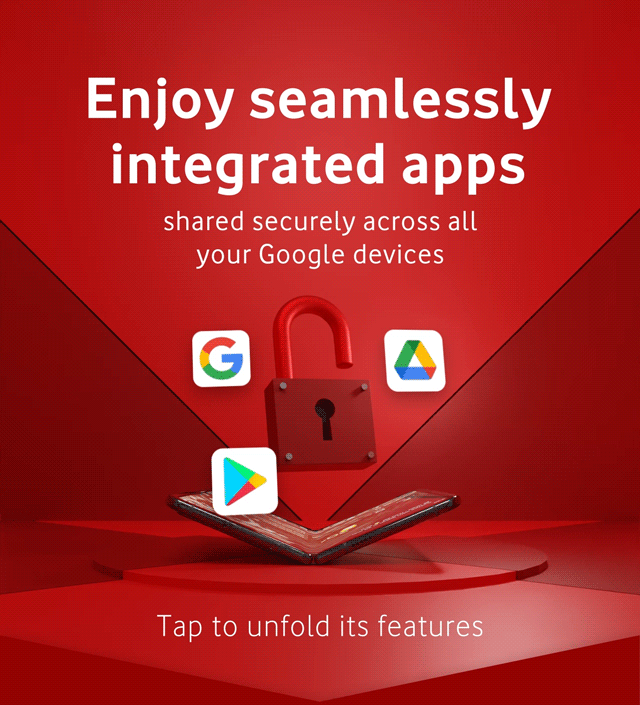 Enjoy seamlessly
integrated apps
shared securely across all
your Google devices
Tap to unfold its features